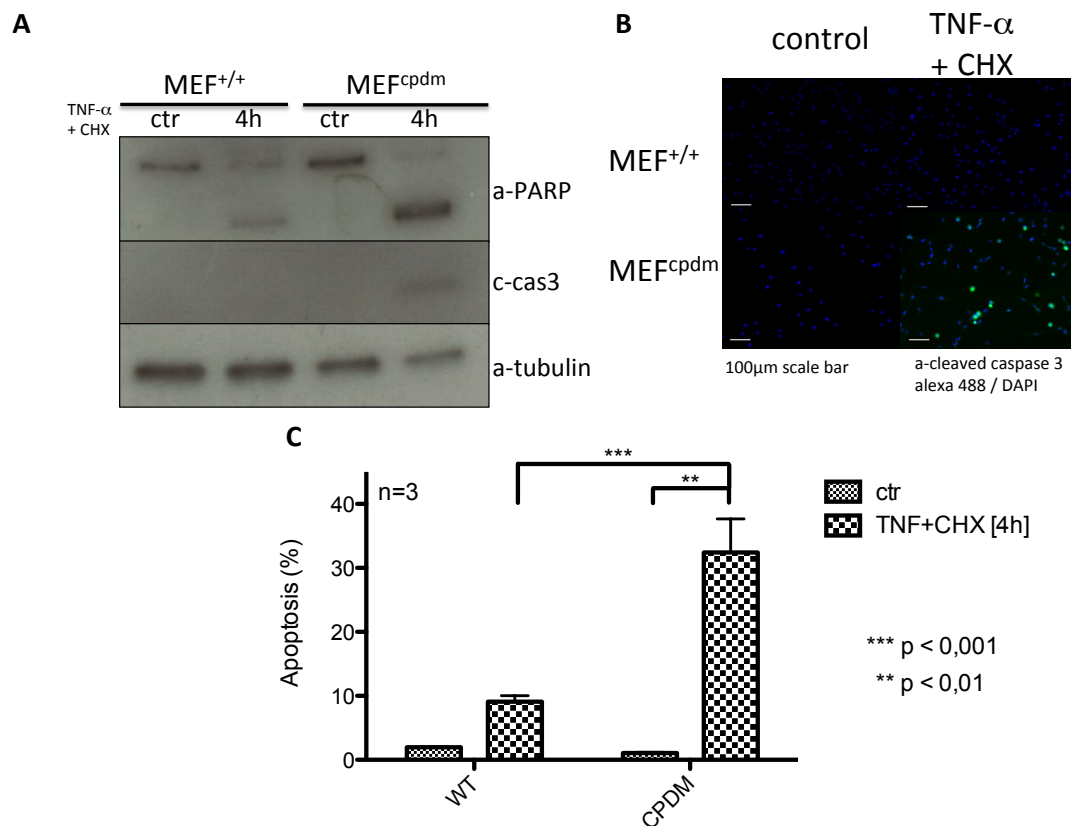 A
MEF+/+ MEFcpdm
TNF-α
+ CHX
ctr 4h ctr 4h
a-PARP
c-cas3
a-tubulin
B
control
TNF-α
+ CHX
MEF+/+
MEFcpdm
100μm scale bar
a-cleaved caspase 3
alexa 488 / DAPI
C
n=3
***
**
Apoptosis (%)
40
30
20
10
0
WT
CPDM
ctr
TNF+CHX [4h]
*** p < 0,001
** p < 0,01